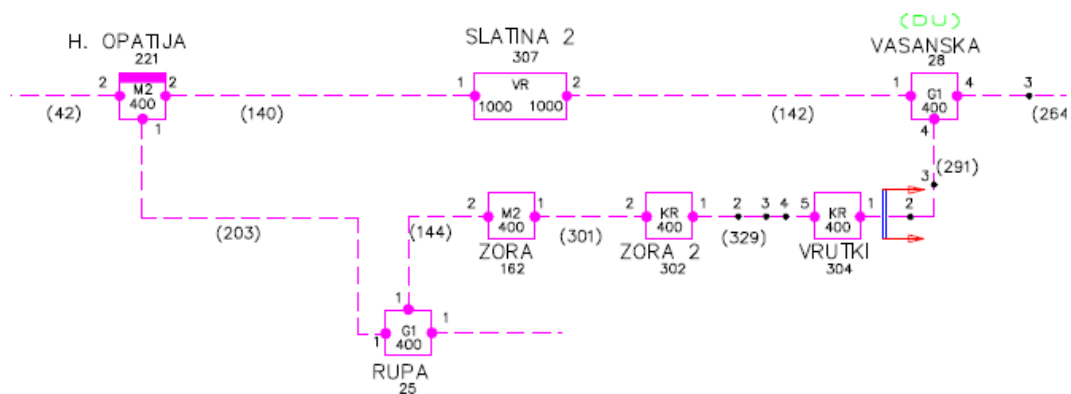 (DU)
H. OPATIJA
221
SLATINA 2
307
VASANSKA
28
2 M2 2
400
1
1 VR 2
1000 1000
1 G1 4
400
4
3
(42)
(140)
(142)
(264
3
(291)
2 M2 1
400
2 KR 1
400
2 3 4
5 KR 1
400
2
(203)
(144)
(301)
(329)
ZORA
162
ZORA 2
302
VRUTKI
304
1
1
G1
400
1
RUPA
25